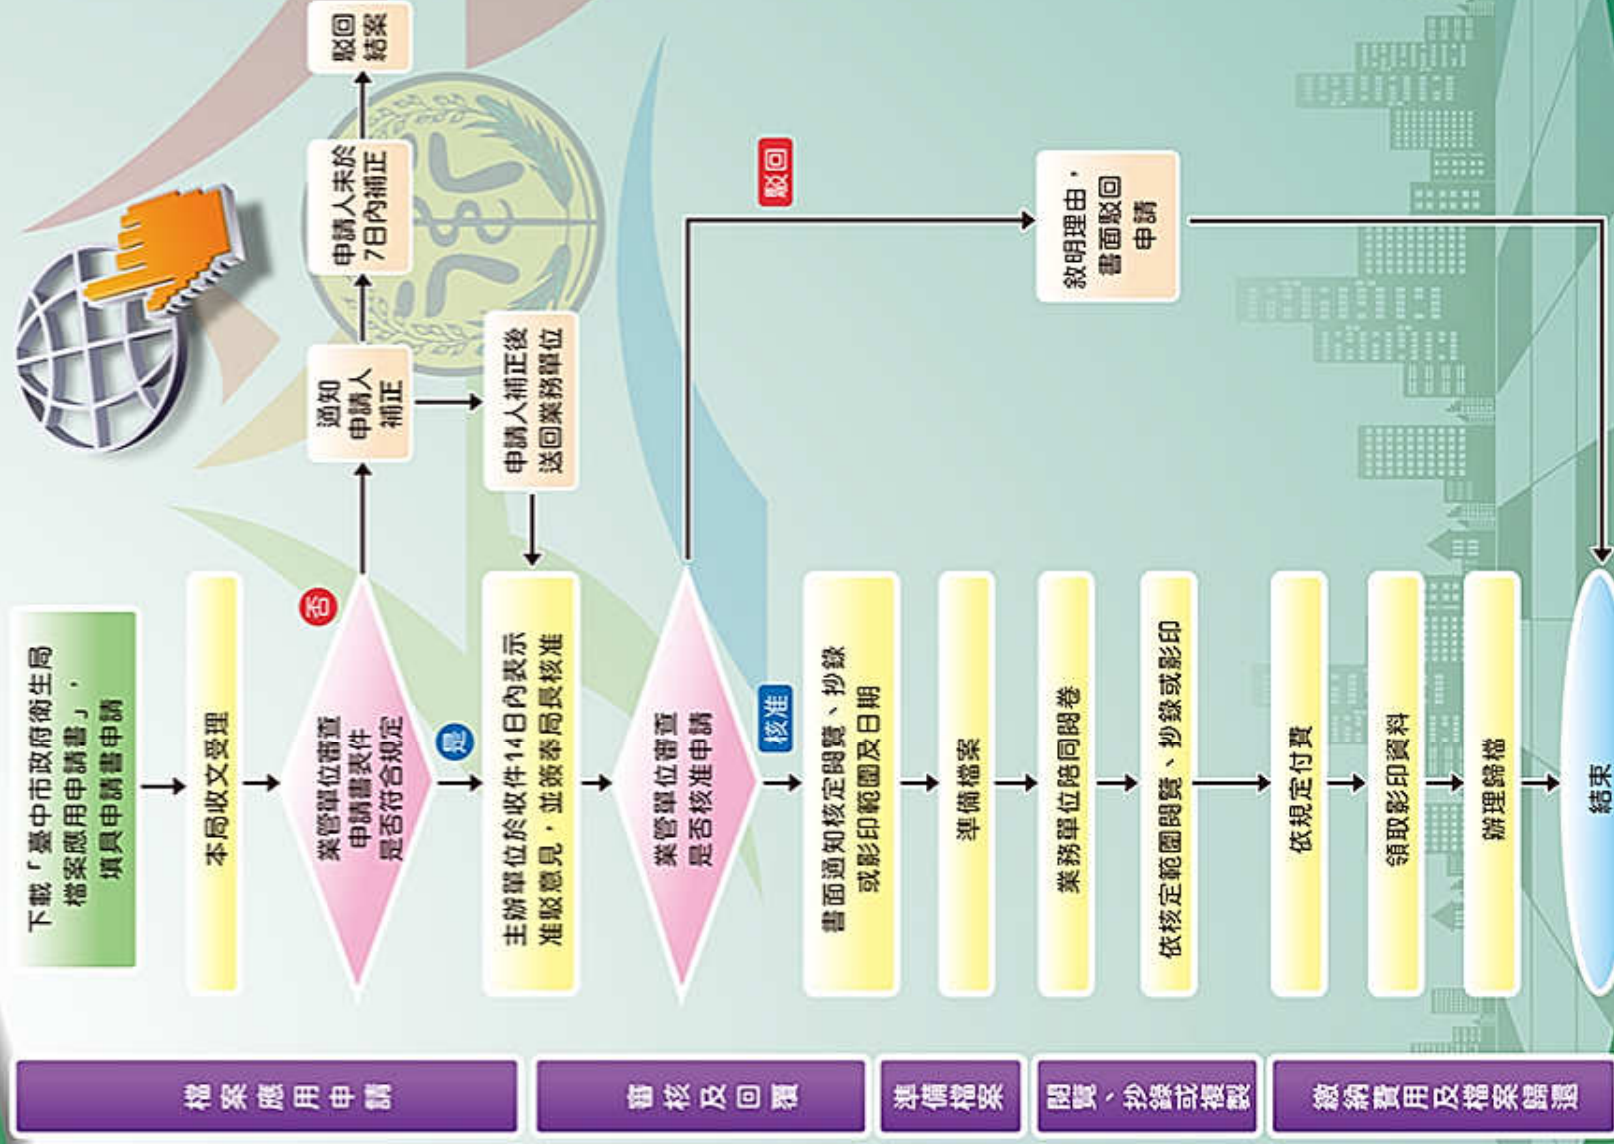 下載「臺中市政府衛生局
檔案應用申請書」，
填具申請書申請
本局收文受理
業管單位審查
申請書表件
是否符合規定
否
通知
申請人
補正
申請人未於
7日內補正
駁回
結案
申請人補正後
送回業務單位
是
主辦單位於收件14日內表示
准駁意見，並簽奉局長核准
業管單位審查
是否核准申請
駁回
敘明理由，
書面駁回
申請
核准
書面通知核定閱覽、抄錄
或影印範圍及日期
準備檔案
業務單位陪同閱卷
依核定範圍閱覽、抄錄或影印
依規定付費
領取影印資料
辦理歸檔
結束
檔案應用申請
審核及回覆
準備檔案
閱覽、抄錄或複製
繳納費用及檔案歸還